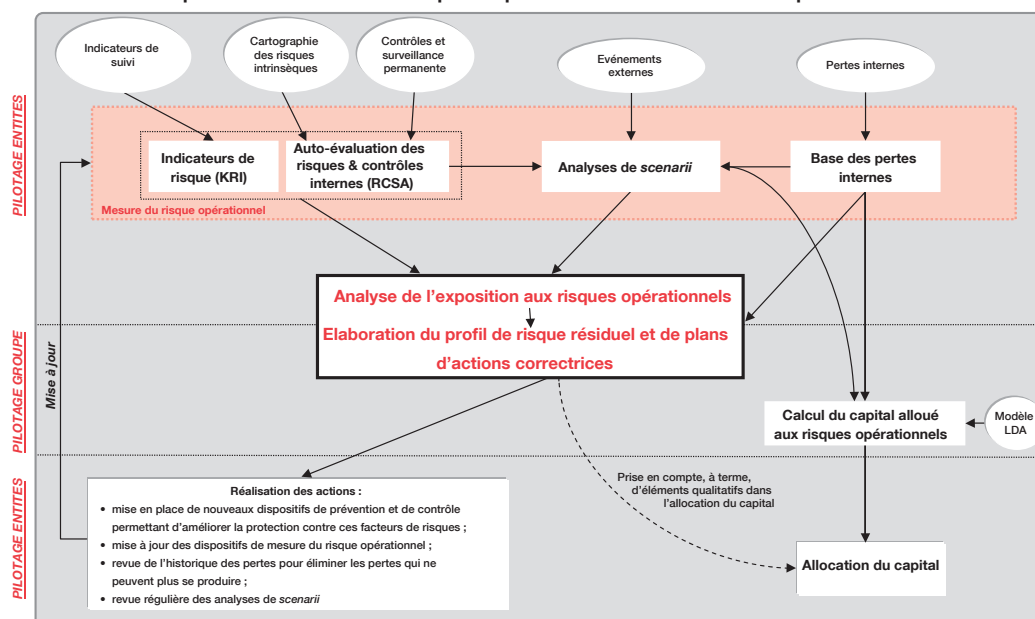 Indicateurs de
suivi
Cartographie
des risques
intrinsèques
Contrôles et
surveillance
permanente
Evénements
externes
Pertes internes
PILOTAGE ENTITES
Indicateurs de
risque (KRI)
Auto-évaluation des
risques & contrôles
internes (RCSA)
Analyses de scenarii
Base des pertes
internes
Mesure du risque opérationnel
Analyse de l'exposition aux risques opérationnels
Elaboration du profil de risque résiduel et de plans
d'actions correctrices
PILOTAGE GROUPE
Mise à jour
Calcul du capital alloué
aux risques opérationnels
Modèle
LDA
PILOTAGE ENTITES
Réalisation des actions :
• mise en place de nouveaux dispositifs de prévention et de contrôle
permettant d'améliorer la protection contre ces facteurs de risques ;
• mise à jour des dispositifs de mesure du risque opérationnel ;
• revue de l'historique des pertes pour éliminer les pertes qui ne
peuvent plus se produire ;
• revue régulière des analyses de scenarii
Prise en compte, à terme,
d'éléments qualitatifs dans
l'allocation du capital
Allocation du capital